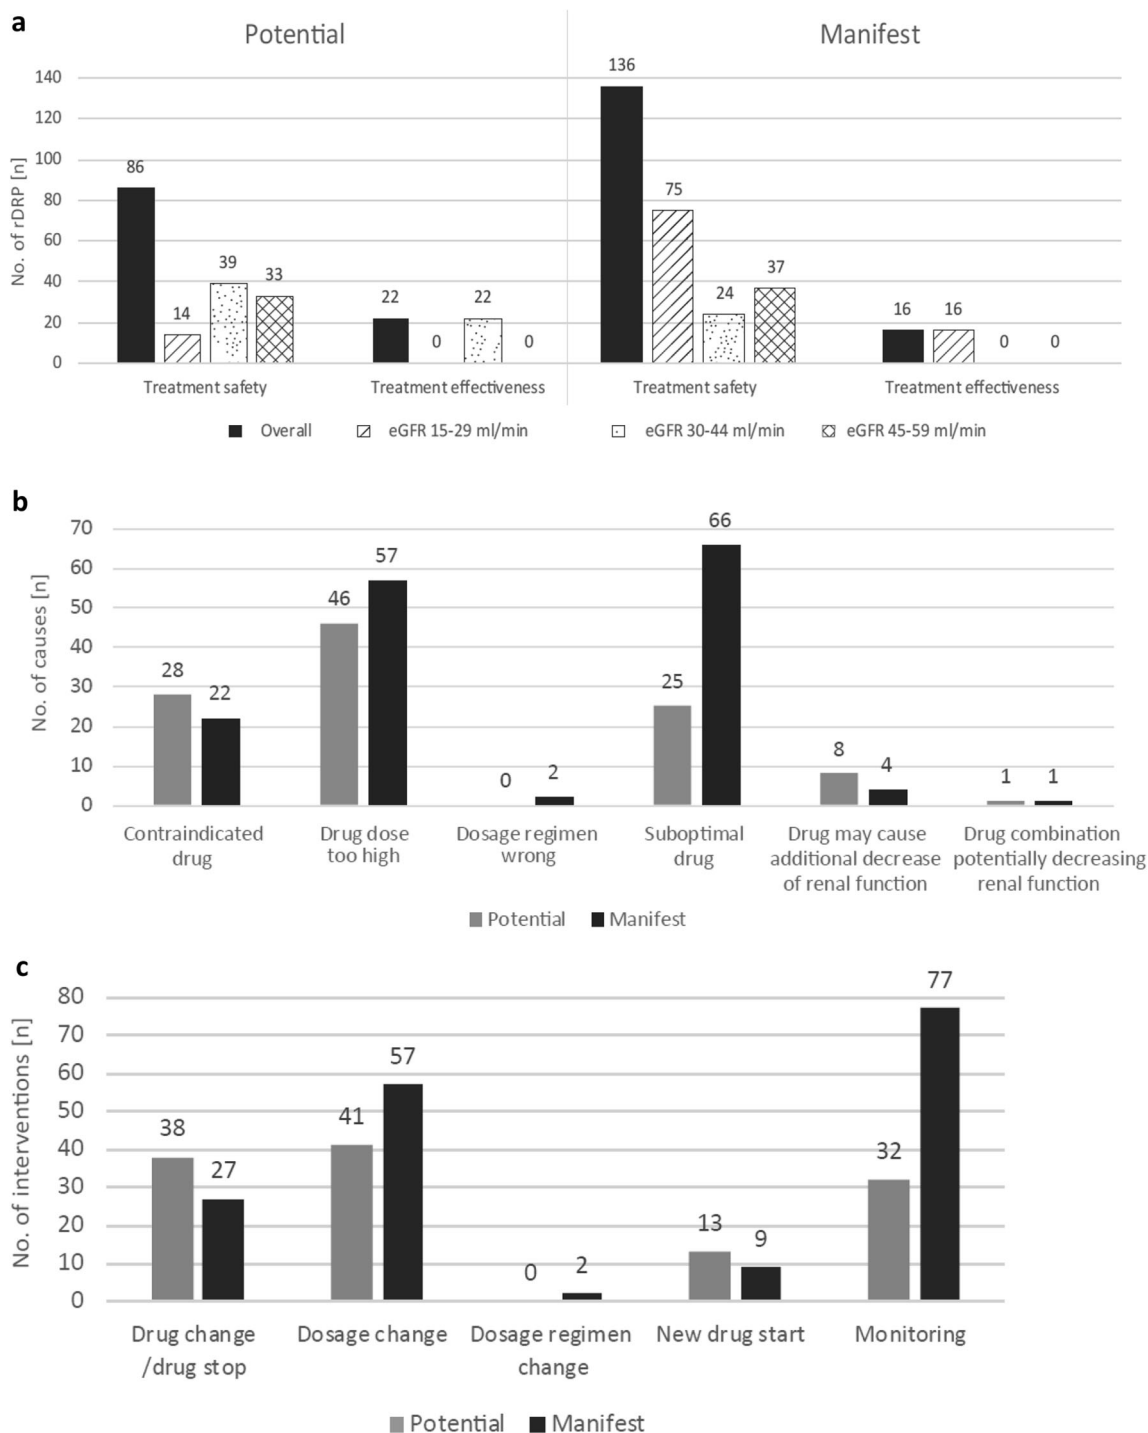 a
Potential
Manifest
No. of rDRP [n]
140
120
100
80
60
40
20
0
86
14
39
33
22
0
22
0
136
75
24
37
16
16
0
0
Treatment safety
Treatment effectiveness
Treatment safety
Treatment effectiveness
Overall
eGFR 15-29 ml/min
eGFR 30-44 ml/min
eGFR 45-59 ml/min
b
No. of causes [n]
70
60
50
40
30
20
10
0
28
22
46
57
0
2
25
66
8
4
1
1
Contraindicated
drug
Drug dose
too high
Dosage regimen
wrong
Suboptimal
drug
Drug may cause
additional decrease
of renal function
Drug combination
potentially decreasing
renal function
Potential
Manifest
c
No. of interventions [n]
80
70
60
50
40
30
20
10
0
38
27
41
57
0
2
13
9
32
77
Drug change
/drug stop
Dosage change
Dosage regimen
change
New drug start
Monitoring
Potential
Manifest